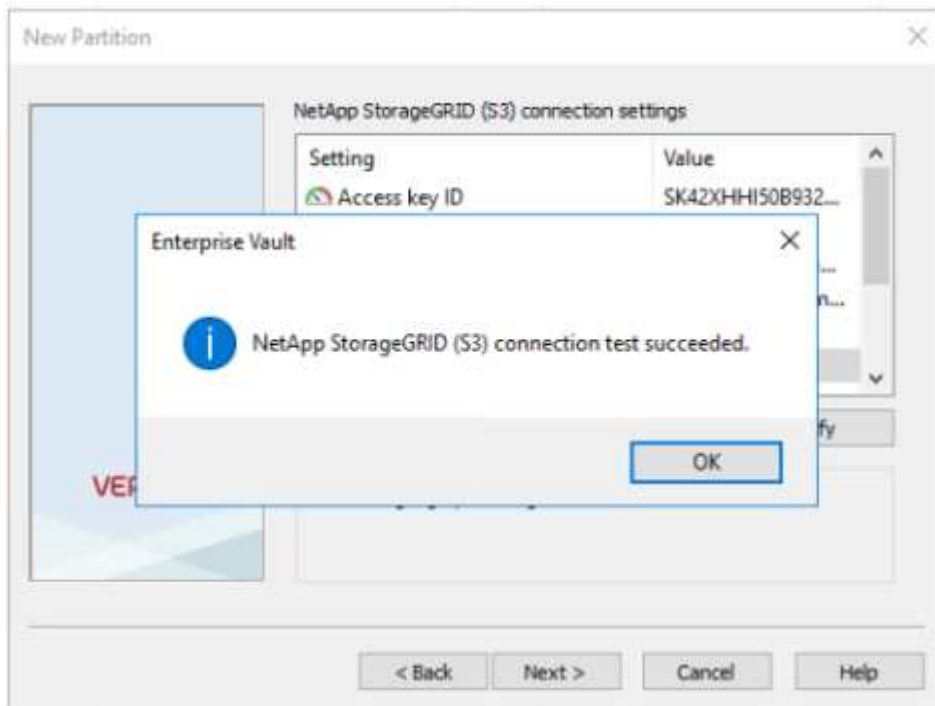 New Partition
NetApp StorageGRID (S3) connection settings
Setting Value
Access key ID SK42XHHI50B932...
Enterprise Vault
NetApp StorageGRID (S3) connection test succeeded.
OK
< Back Next > Cancel Help